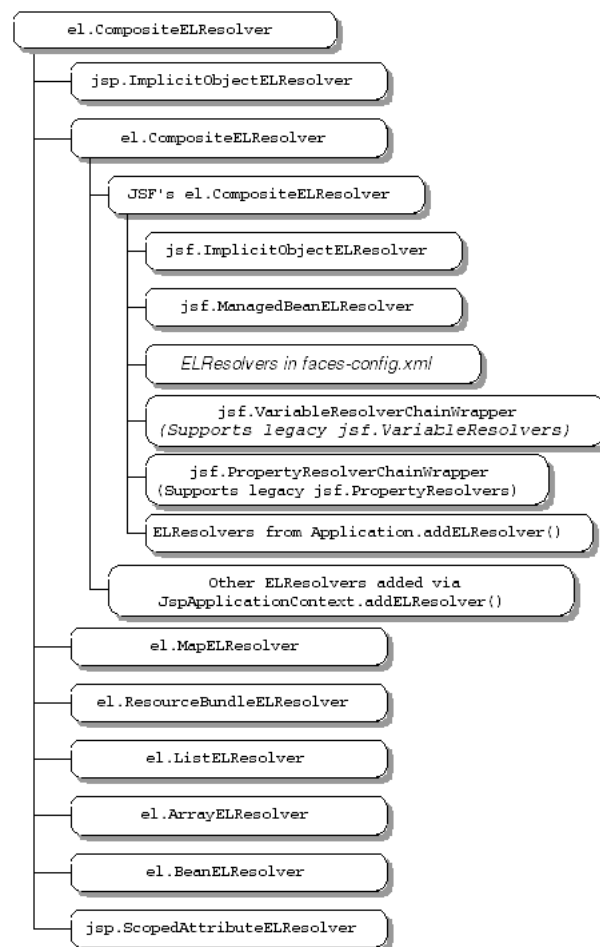 el.CompositeELResolver
jsp.ImplicitObjectELResolver
el.CompositeELResolver
JSF's el.CompositeELResolver
jsf.ImplicitObjectELResolver
jsf.ManagedBeanELResolver
ELResolvers in faces-config.xml
jsf.VariableResolverChainWrapper
(Supports legacy jsf.VariableResolvers)
jsf.PropertyResolverChainWrapper
(Supports legacy jsf.PropertyResolvers)
ELResolvers from Application.addELResolver()
Other ELResolvers added via
JspApplicationContext.addELResolver()
el.MapELResolver
el.ResourceBundleELResolver
el.ListELResolver
el.ArrayELResolver
el.BeanELResolver
jsp.ScopedAttributeELResolver